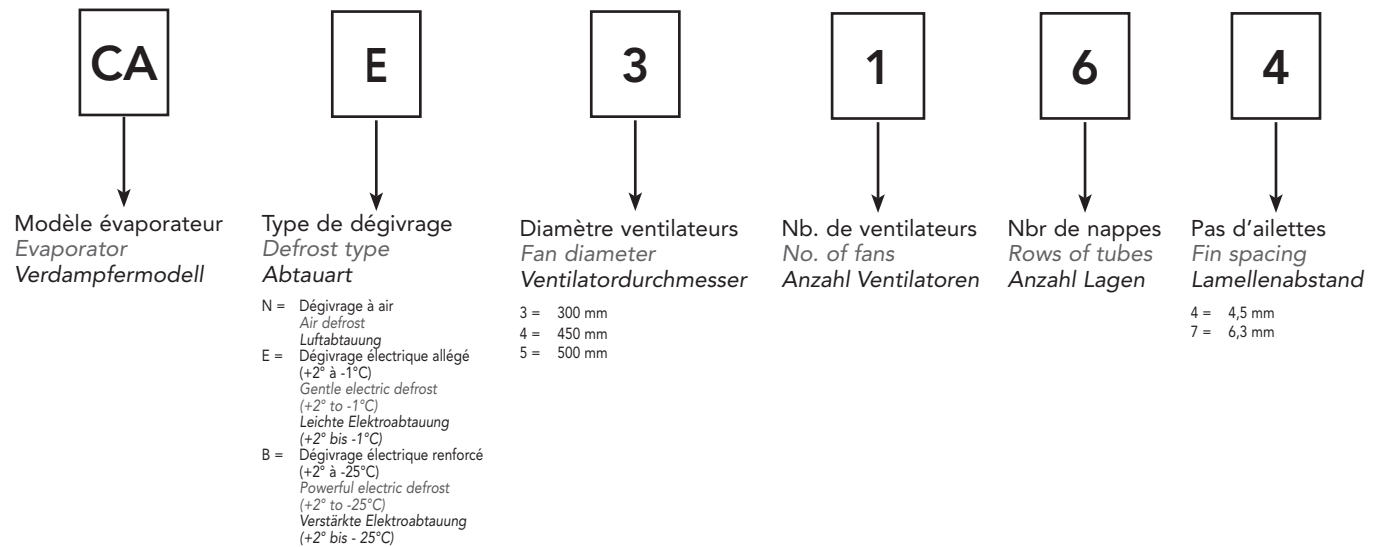 CA
E
3
1
6
4
Modèle évaporateur
Evaporator
Verdampfermodell
Type de dégivrage
Defrost type
Abtauart
N = Dégivrage à air
Air defrost
Luftabtauung
E = Dégivrage électrique allégé
(+2° à -1°C)
Gentle electric defrost
(+2° to -1°C)
Leichte Elektroabtauung
(+2° bis -1°C)
B = Dégivrage électrique renforcé
(+2° à -25°C)
Powerful electric defrost
(+2° to -25°C)
Verstärkte Elektroabtauung
(+2° bis - 25°C)
Diamètre ventilateurs
Fan diameter
Ventilatordurchmesser
3 = 300 mm
4 = 450 mm
5 = 500 mm
Nb. de ventilateurs
No. of fans
Anzahl Ventilatoren
Nbr de nappes
Rows of tubes
Anzahl Lagen
Pas d'ailettes
Fin spacing
Lamellenabstand
4 = 4,5 mm
7 = 6,3 mm